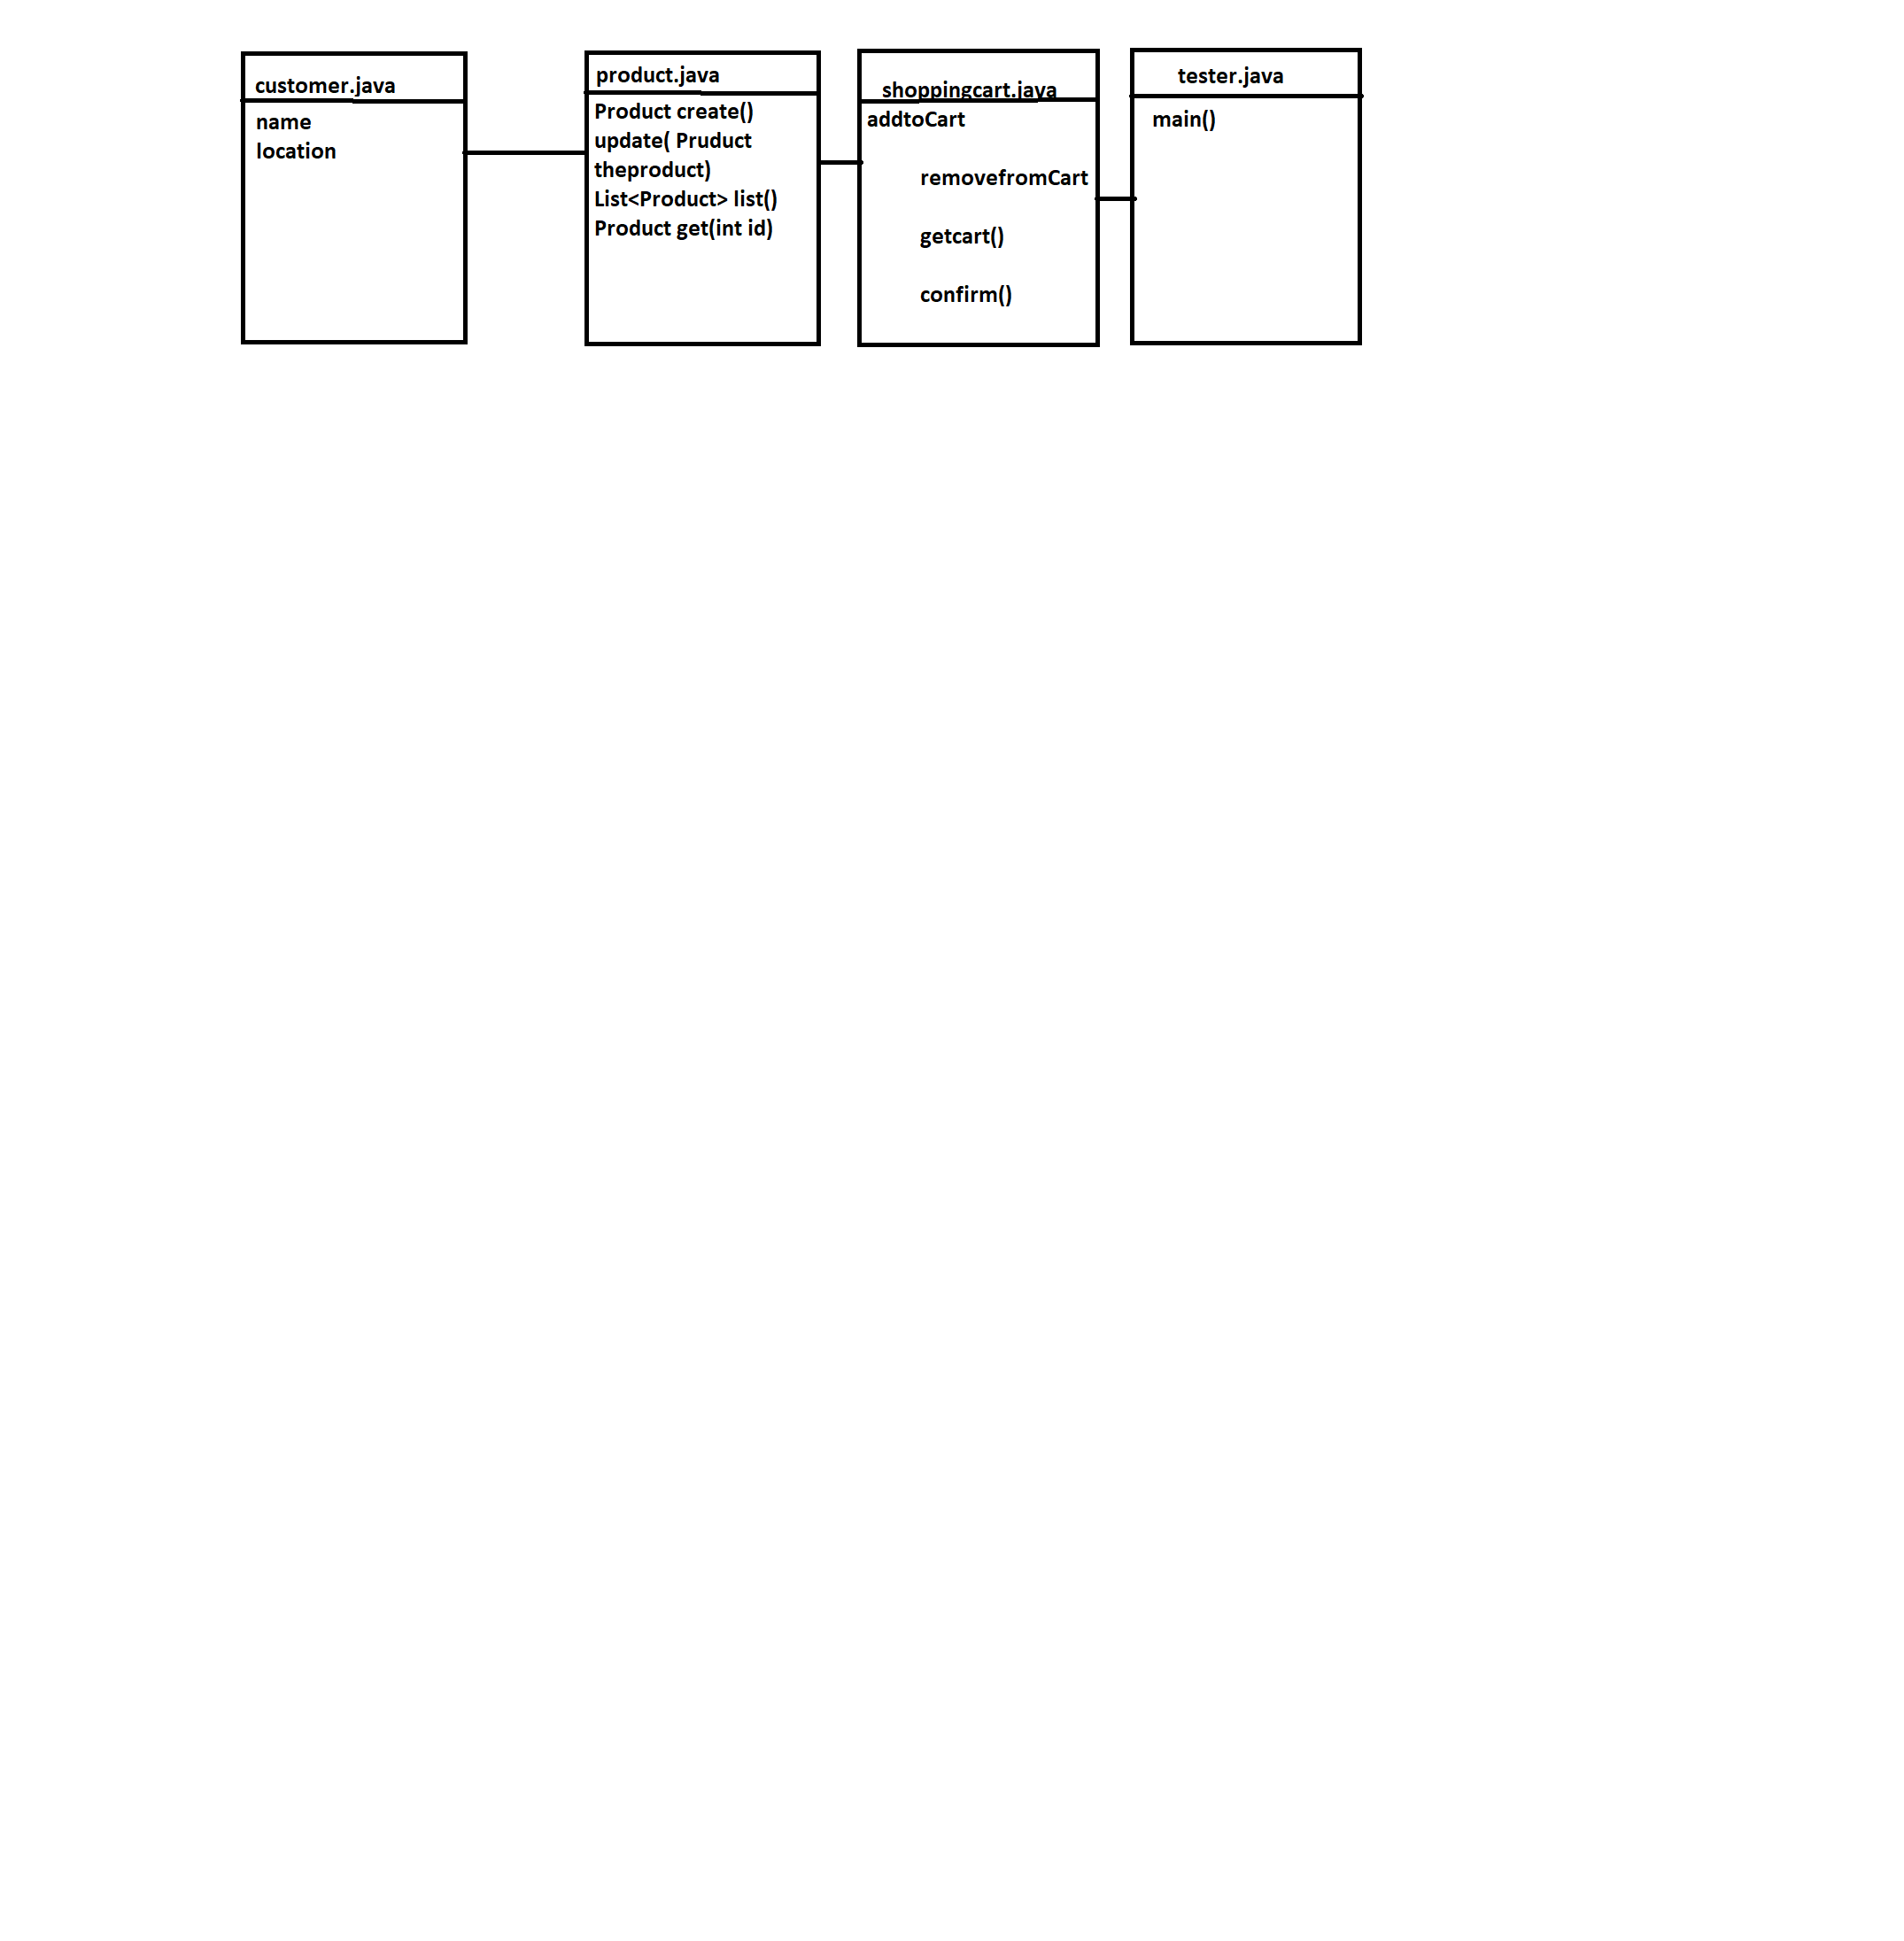 customer.java
name
location
product.java
Product create()
update( Pruduct
theproduct)
List<Product> list()
Product get(int id)
shoppingcart.java
addtoCart
removefromCart
getcart()
confirm()
tester.java
main()